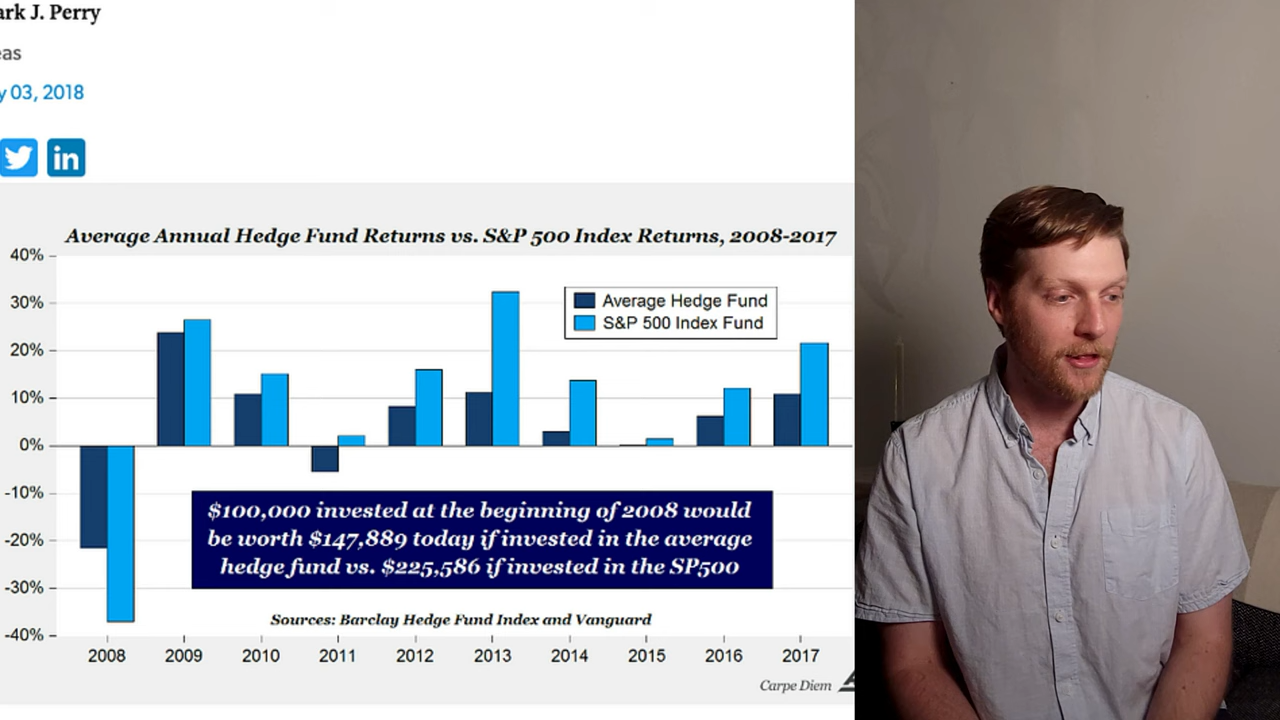 ark J. Perry
eas
y 03, 2018
in
Average Annual Hedge Fund Returns vs. S&P 500 Index Returns, 2008-2017
40%
30%
20%
10%
0%
-10%
-20%
-30%
-40%
Average Hedge Fund
S&P 500 Index Fund
$100,000 invested at the beginning of 2008 would
be worth $147,889 today if invested in the average
hedge fund vs. $225,586 if invested in the SP500
Sources: Barclay Hedge Fund Index and Vanguard
2008 2009 2010 2011 2012 2013 2014 2015 2016 2017
Carpe Diem